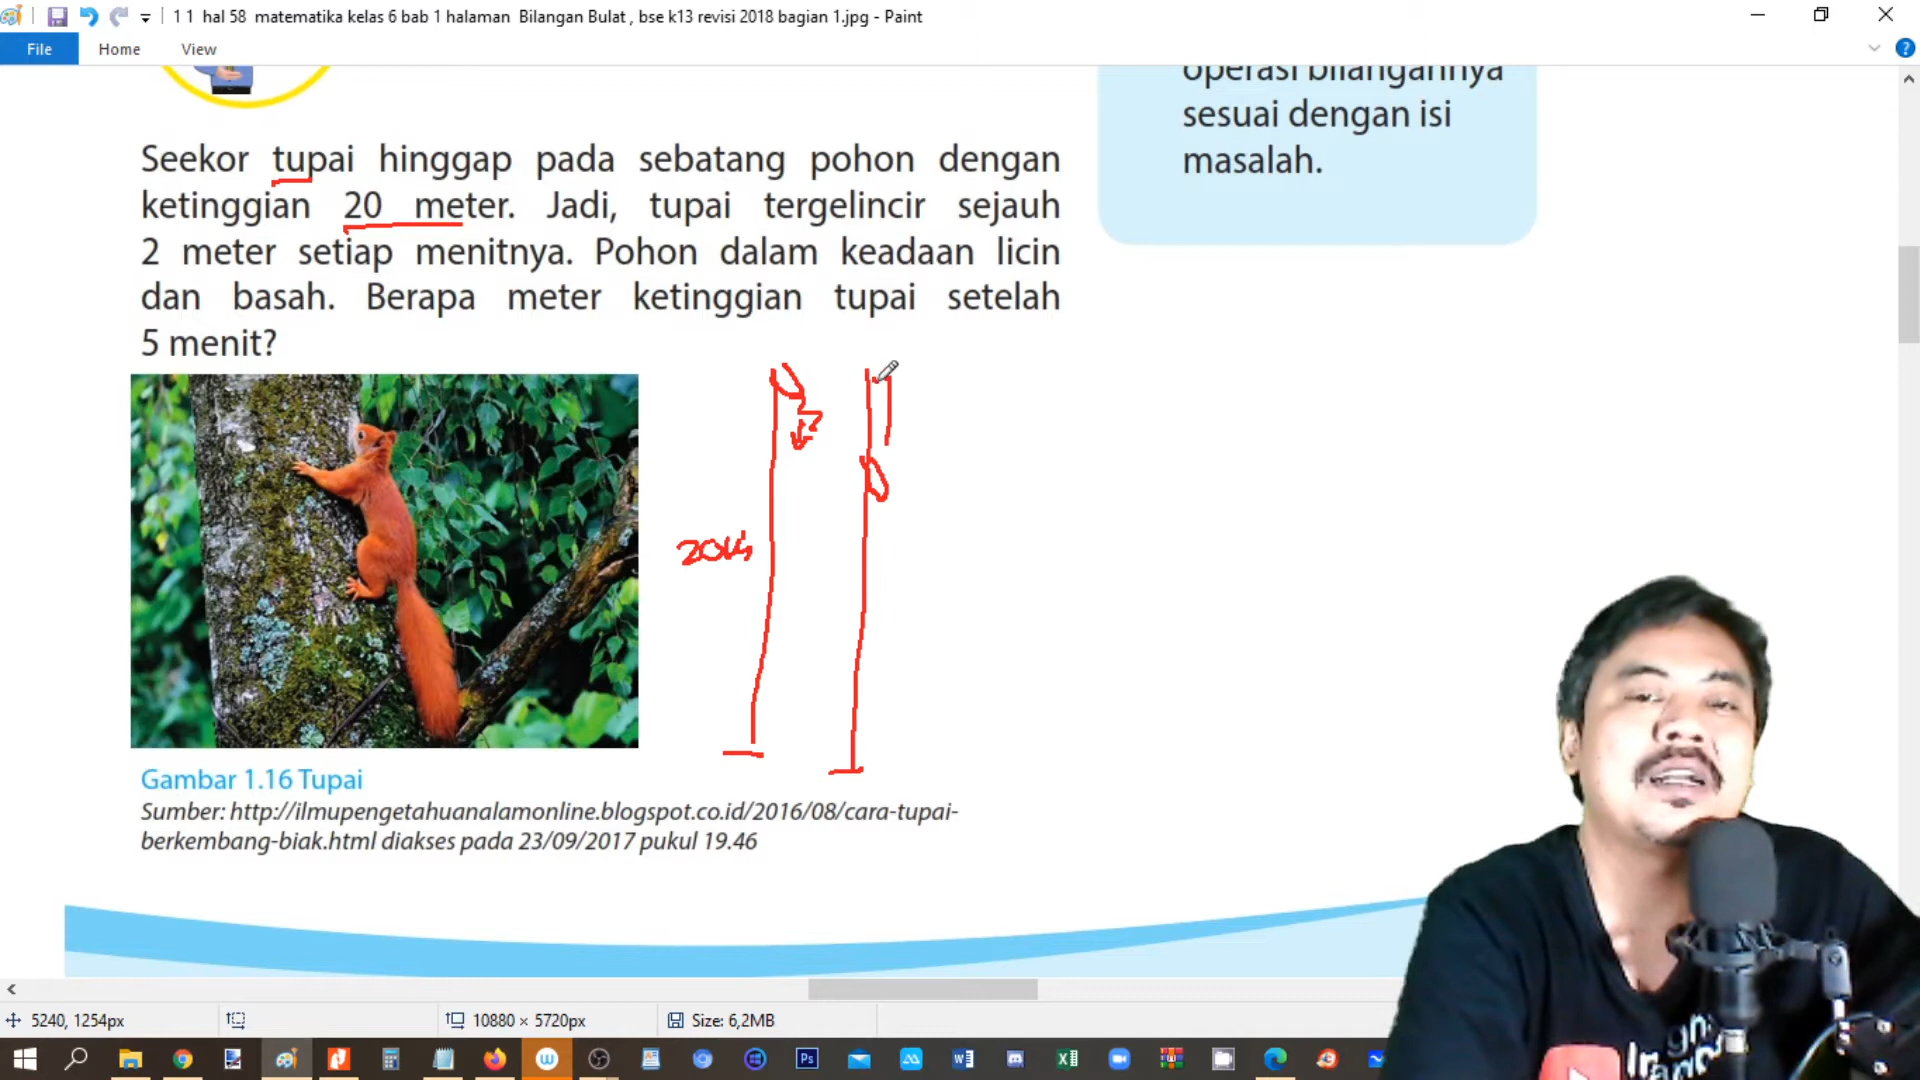 1 1 hal 58 matematika kelas 6 bab 1 halaman Bilangan Bulat , bse k13 revisi 2018 bagian 1.jpg - Paint
File Home View
operasi bilangannya
sesuai dengan isi
masalah.
Seekor tupai hinggap pada sebatang pohon dengan
ketinggian 20 meter. Jadi, tupai tergelincir sejauh
2 meter setiap menitnya. Pohon dalam keadaan licin
dan basah. Berapa meter ketinggian tupai setelah
5 menit?
2
Gambar 1.16 Tupai
Sumber: http://ilmupengetahuanalamonline.blogspot.co.id/2016/08/cara-tupai-
berkembang-biak.html diakses pada 23/09/2017 pukul 19.46
5240, 1254px
10880 × 5720px
Size: 6,2MB